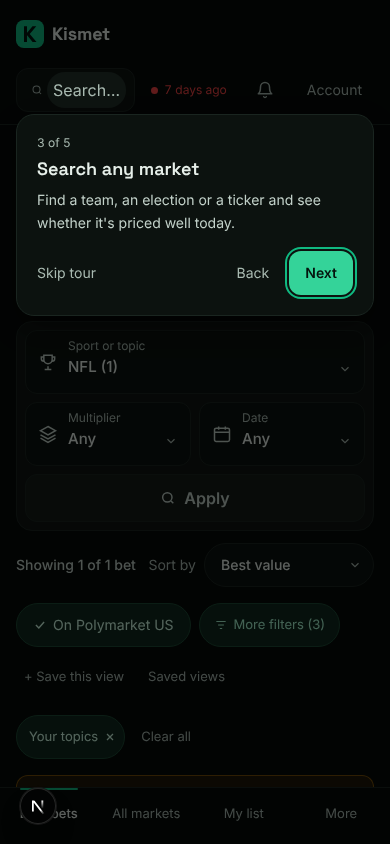 Kismet
Search...
7 days ago
Account
3 of 5
Search any market
Find a team, an election or a ticker and see
whether it's priced well today.
Skip tour
Back
Next
Sport or topic
NFL (1)
Multiplier
Any
Date
Any
Apply
Showing 1 of 1 bet
Sort by
Best value
On Polymarket US
More filters (3)
+ Save this view
Saved views
Your topics ×
Clear all
bets
All markets
My list
More